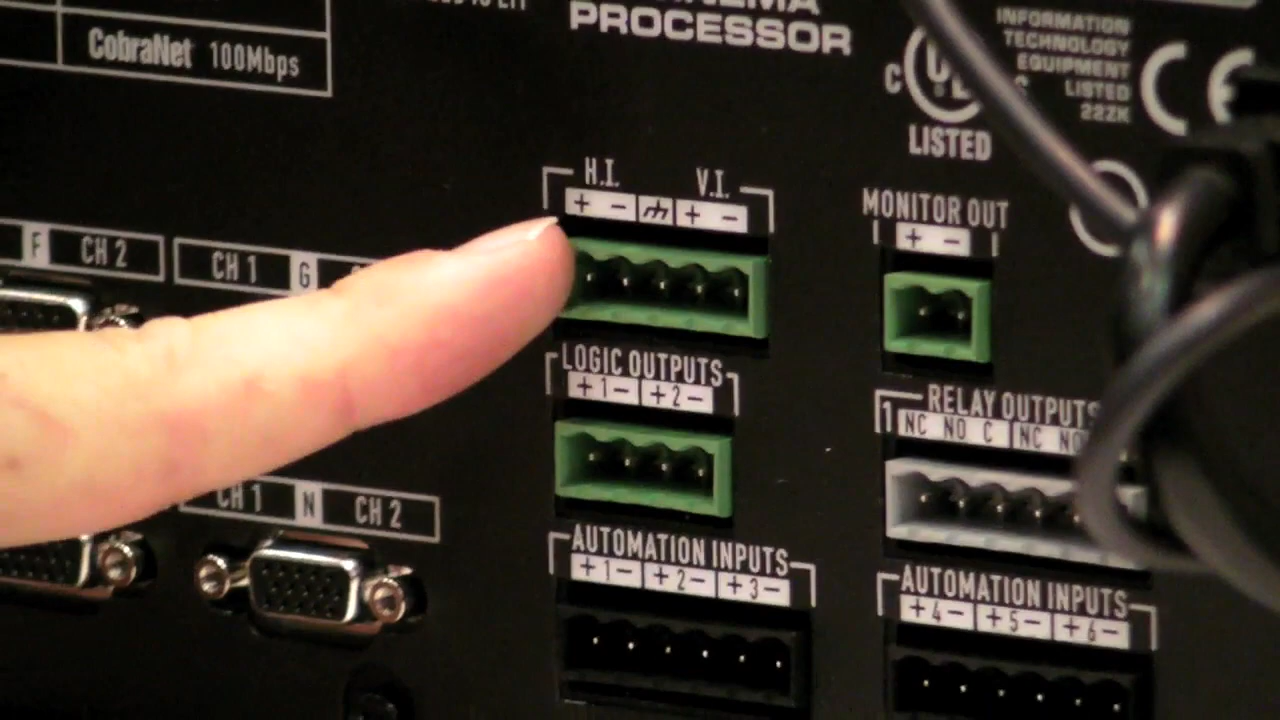 CobraNet 100Mbps
PROCESSOR
INFORMATION
TECHNOLOGY
EQUIPMENT
LISTED
22ZK
C UL
LISTED
CE
H.I. V.I.
+ - + -
MONITOR OUT
+ -
F CH 2
CH 1 G
LOGIC OUTPUTS
+ 1 - + 2 -
RELAY OUTPUTS
1 NC NO C NC NO
CH 1 N CH 2
AUTOMATION INPUTS
+ 1 - + 2 - + 3 -
AUTOMATION INPUTS
+ 4 - + 5 - + 6 -